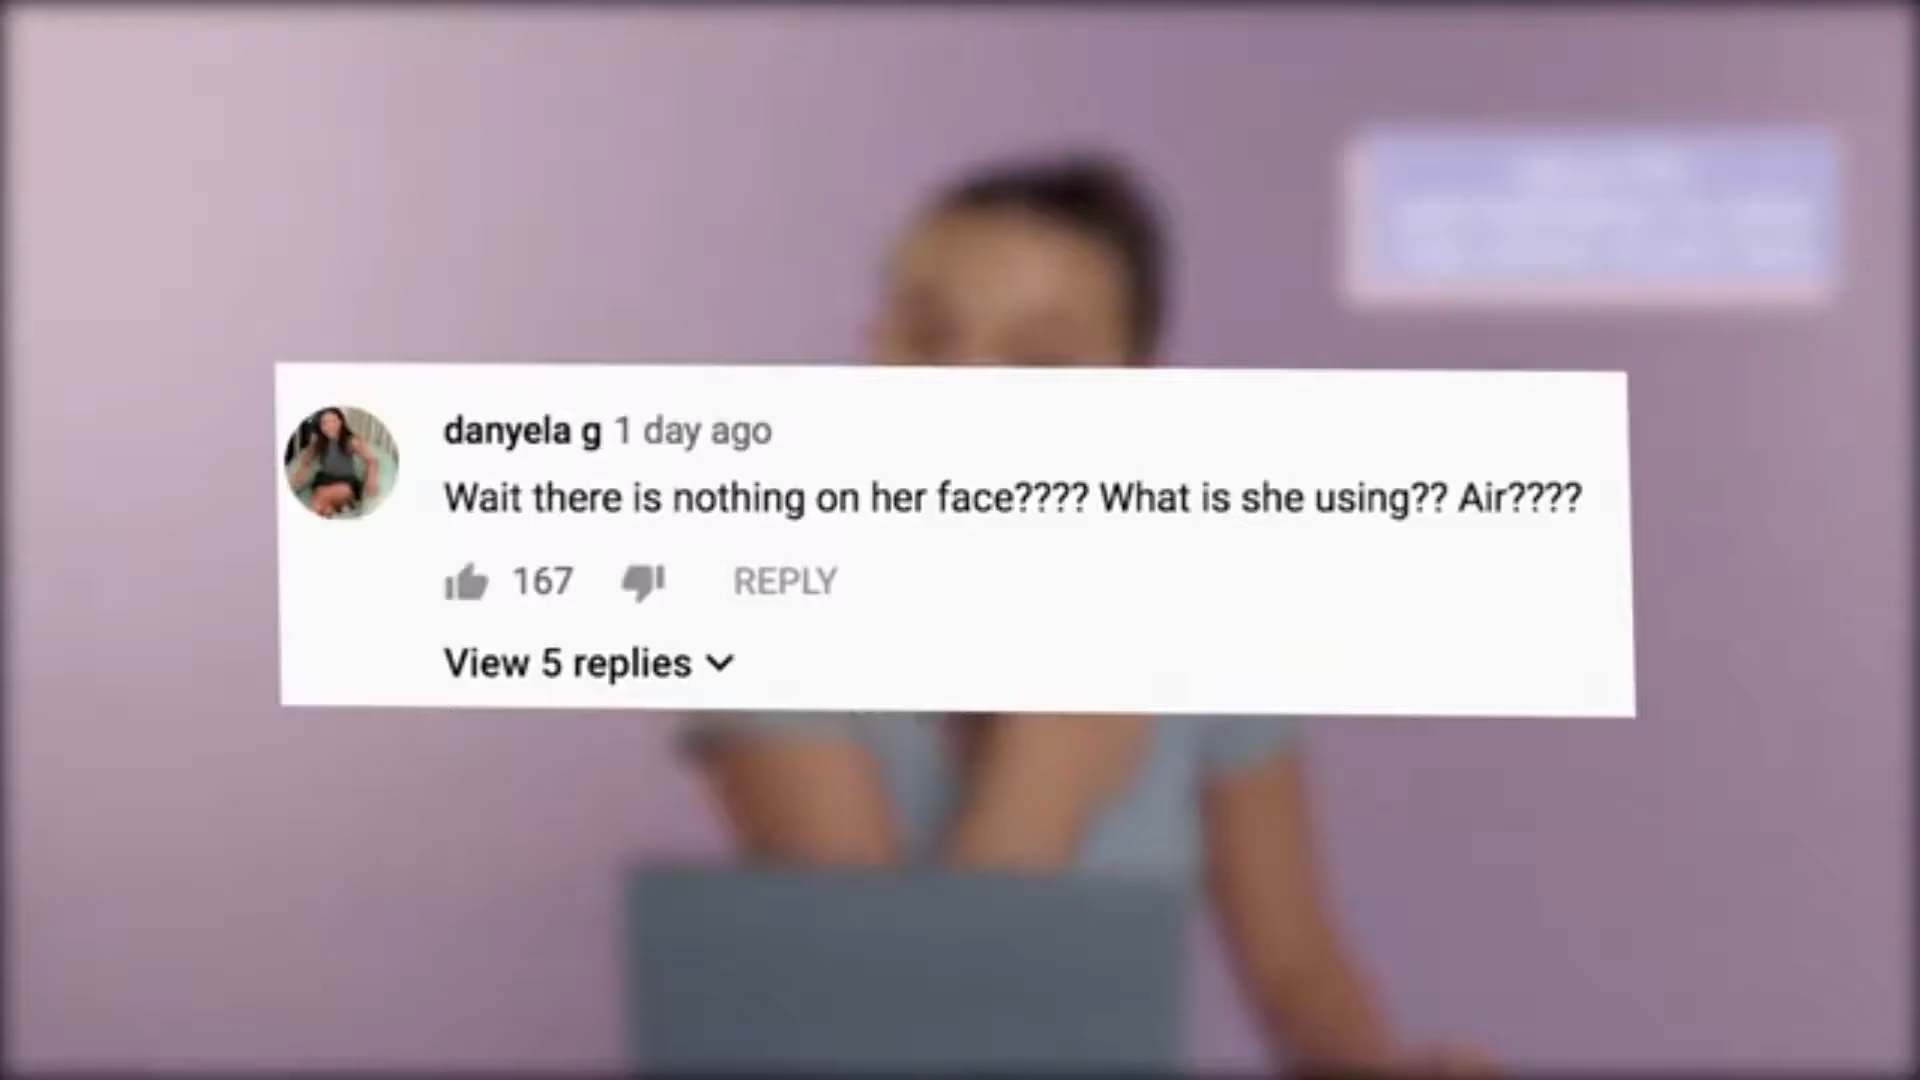 danyela g 1 day ago
Wait there is nothing on her face???? What is she using?? Air????
167
REPLY
View 5 replies